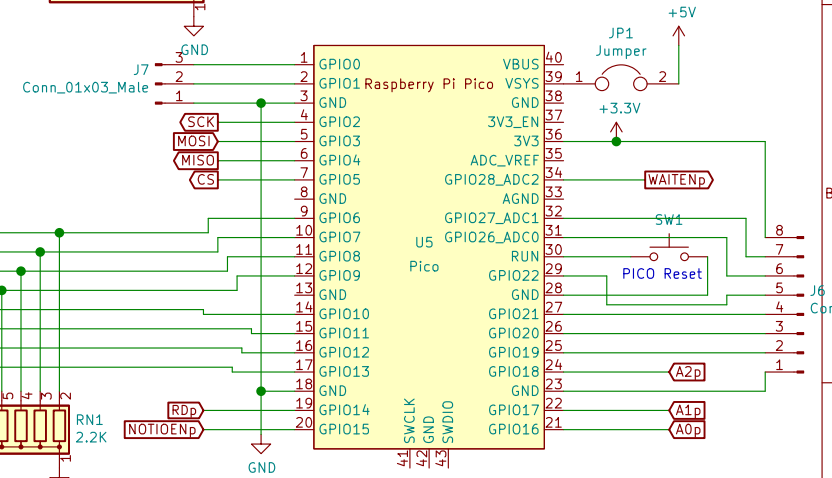 1
GND
+5V
JP1
Jumper
1
2
J7
Conn_01x03_Male
3
2
1
+3.3V
Raspberry Pi Pico
U5
Pico
1 GPIO0
2 GPIO1
3 GND
4 GPIO2
5 GPIO3
6 GPIO4
7 GPIO5
8 GND
9 GPIO6
10 GPIO7
11 GPIO8
12 GPIO9
13 GND
14 GPIO10
15 GPIO11
16 GPIO12
17 GPIO13
18 GND
19 GPIO14
20 GPIO15
VBUS 40
VSYS 39
GND 38
3V3_EN 37
3V3 36
ADC_VREF 35
GPIO28_ADC2 34
AGND 33
GPIO27_ADC1 32
GPIO26_ADC0 31
RUN 30
GPIO22 29
GND 28
GPIO21 27
GPIO20 26
GPIO19 25
GPIO18 24
GND 23
GPIO17 22
GPIO16 21
SWCLK 41
GND 42
SWDIO 43
SCK
MOSI
MISO
CS
RDp
NOTIOENp
GND
WAITENp
SW1
PICO Reset
A2p
A1p
A0p
8
7
6
5
4
3
2
1
J6
Con
B
5
4
3
2
RN1
2.2K
1